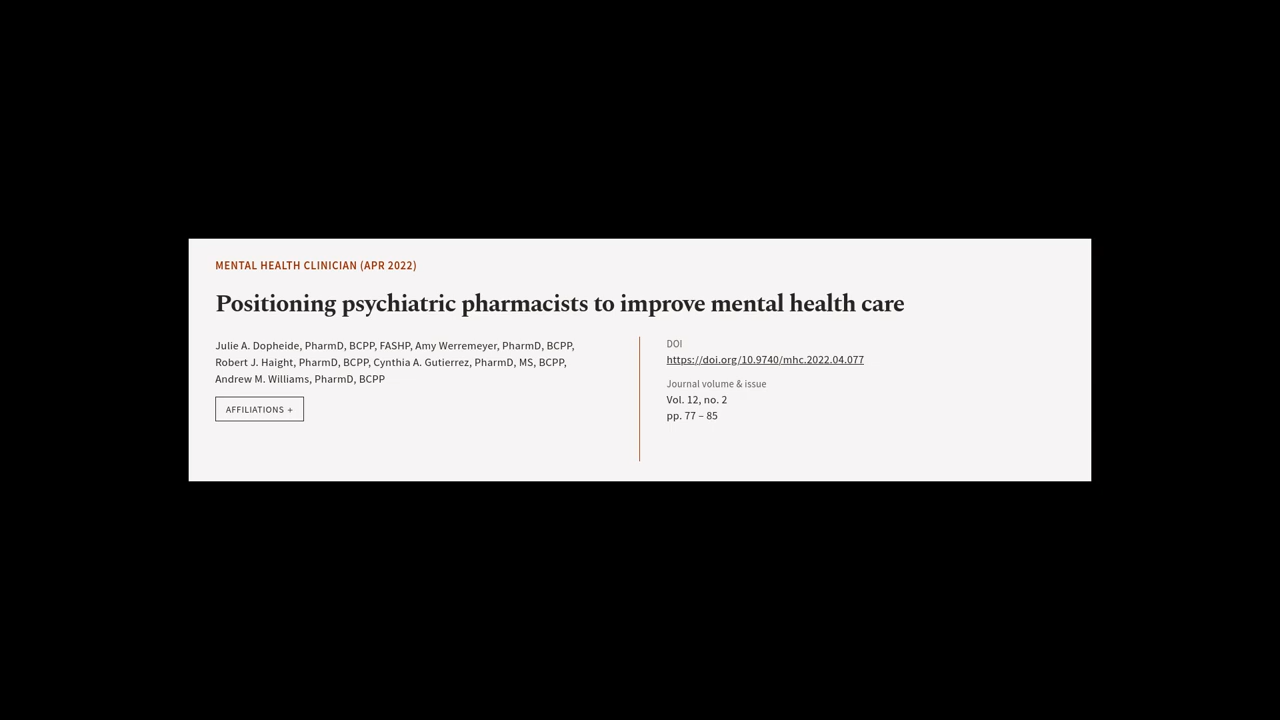 MENTAL HEALTH CLINICIAN (APR 2022)
Positioning psychiatric pharmacists to improve mental health care
Julie A. Dopheide, PharmD, BCPP, FASHP, Amy Werremeyer, PharmD, BCPP,
Robert J. Haight, PharmD, BCPP, Cynthia A. Gutierrez, PharmD, MS, BCPP,
Andrew M. Williams, PharmD, BCPP
AFFILIATIONS +
DOI
https://doi.org/10.9740/mhc.2022.04.077
Journal volume & issue
Vol. 12, no. 2
pp. 77 – 85